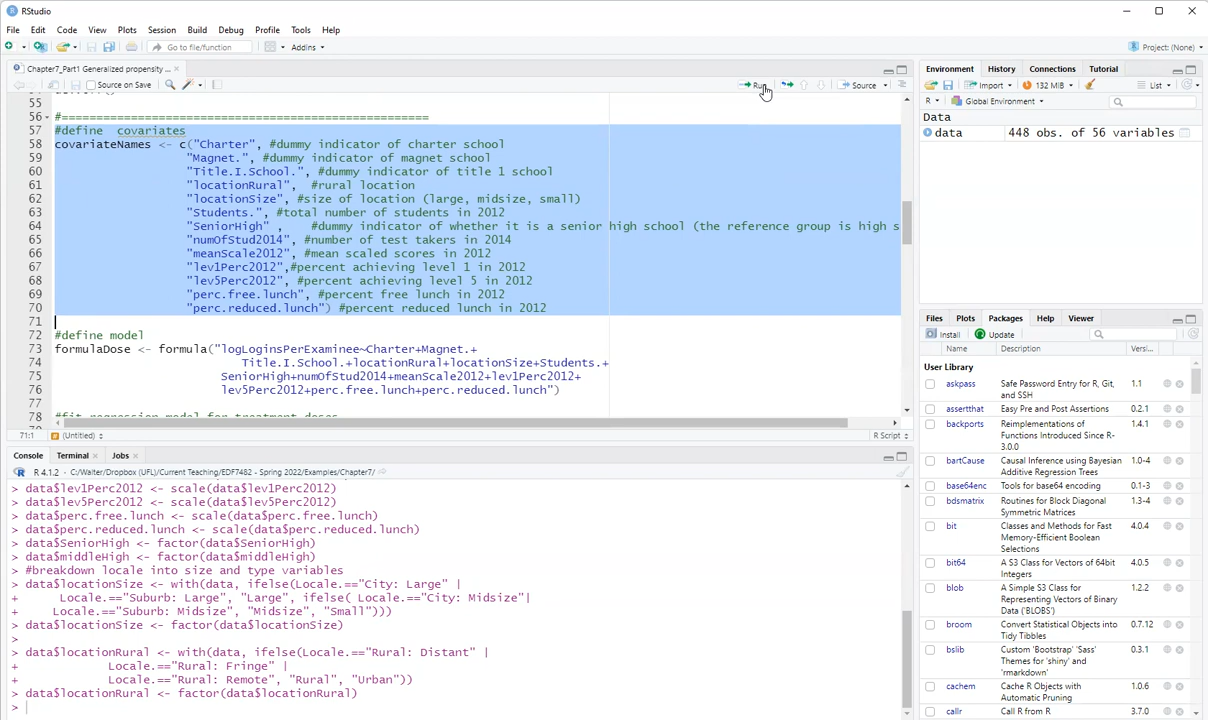 RStudio
File Edit Code View Plots Session Build Debug Profile Tools Help
Go to file/function Addins Project: (None)
Chapter7_Part1 Generalized propensity ...
Source on Save Run Source
55
56 #====================================================
57 #define  covariates
58 covariateNames <- c("Charter", #dummy indicator of charter school
59 "Magnet.", #dummy indicator of magnet school
60 "Title.I.School.", #dummy indicator of title 1 school
61 "locationRural",  #rural location
62 "locationSize", #size of location (large, midsize, small)
63 "Students.", #total number of students in 2012
64 "SeniorHigh" ,    #dummy indicator of whether it is a senior high school (the reference group is high s
65 "numOfStud2014", #number of test takers in 2014
66 "meanScale2012", #mean scaled scores in 2012
67 "lev1Perc2012",#percent achieving level 1 in 2012
68 "lev5Perc2012", #percent achieving level 5 in 2012
69 "perc.free.lunch", #percent free lunch in 2012
70 "perc.reduced.lunch") #percent reduced lunch in 2012
71
72 #define model
73 formulaDose <- formula("logLoginsPerExaminee~Charter+Magnet.+
74 Title.I.School.+locationRural+locationSize+Students.+
75 SeniorHigh+numOfStud2014+meanScale2012+lev1Perc2012+
76 lev5Perc2012+perc.free.lunch+perc.reduced.lunch")
77
78 #fit regression model for treatment doses
71:1 (Untitled) R Script
Console Terminal Jobs
R 4.1.2 · C:/Walter/Dropbox (UFL)/Current Teaching/EDF7482 - Spring 2022/Examples/Chapter7/
> data$lev1Perc2012 <- scale(data$lev1Perc2012)
> data$lev5Perc2012 <- scale(data$lev5Perc2012)
> data$perc.free.lunch <- scale(data$perc.free.lunch)
> data$perc.reduced.lunch <- scale(data$perc.reduced.lunch)
> data$SeniorHigh <- factor(data$SeniorHigh)
> data$middleHigh <- factor(data$middleHigh)
> #breakdown locale into size and type variables
> data$locationSize <- with(data, ifelse(Locale.=="City: Large" |
+ Locale.=="Suburb: Large", "Large", ifelse( Locale.=="City: Midsize"|
+ Locale.=="Suburb: Midsize", "Midsize", "Small")))
> data$locationSize <- factor(data$locationSize)
>
> data$locationRural <- with(data, ifelse(Locale.=="Rural: Distant" |
+ Locale.=="Rural: Fringe" |
+ Locale.=="Rural: Remote", "Rural", "Urban"))
> data$locationRural <- factor(data$locationRural)
>
Environment History Connections Tutorial
Import 132 MiB List
R Global Environment
Data
data 448 obs. of 56 variables
Files Plots Packages Help Viewer
Install Update
Name Description Versi...
User Library
askpass Safe Password Entry for R, Git, 1.1
and SSH
assertthat Easy Pre and Post Assertions 0.2.1
backports Reimplementations of 1.4.1
Functions Introduced Since R-
3.0.0
bartCause Causal Inference using Bayesian 1.0-4
Additive Regression Trees
base64enc Tools for base64 encoding 0.1-3
bdsmatrix Routines for Block Diagonal 1.3-4
Symmetric Matrices
bit Classes and Methods for Fast 4.0.4
Memory-Efficient Boolean
Selections
bit64 A S3 Class for Vectors of 64bit 4.0.5
Integers
blob A Simple S3 Class for 1.2.2
Representing Vectors of Binary
Data ('BLOBS')
broom Convert Statistical Objects into 0.7.12
Tidy Tibbles
bslib Custom 'Bootstrap' 'Sass' 0.3.1
Themes for 'shiny' and
'rmarkdown'
cachem Cache R Objects with 1.0.6
Automatic Pruning
callr Call R from R 3.7.0